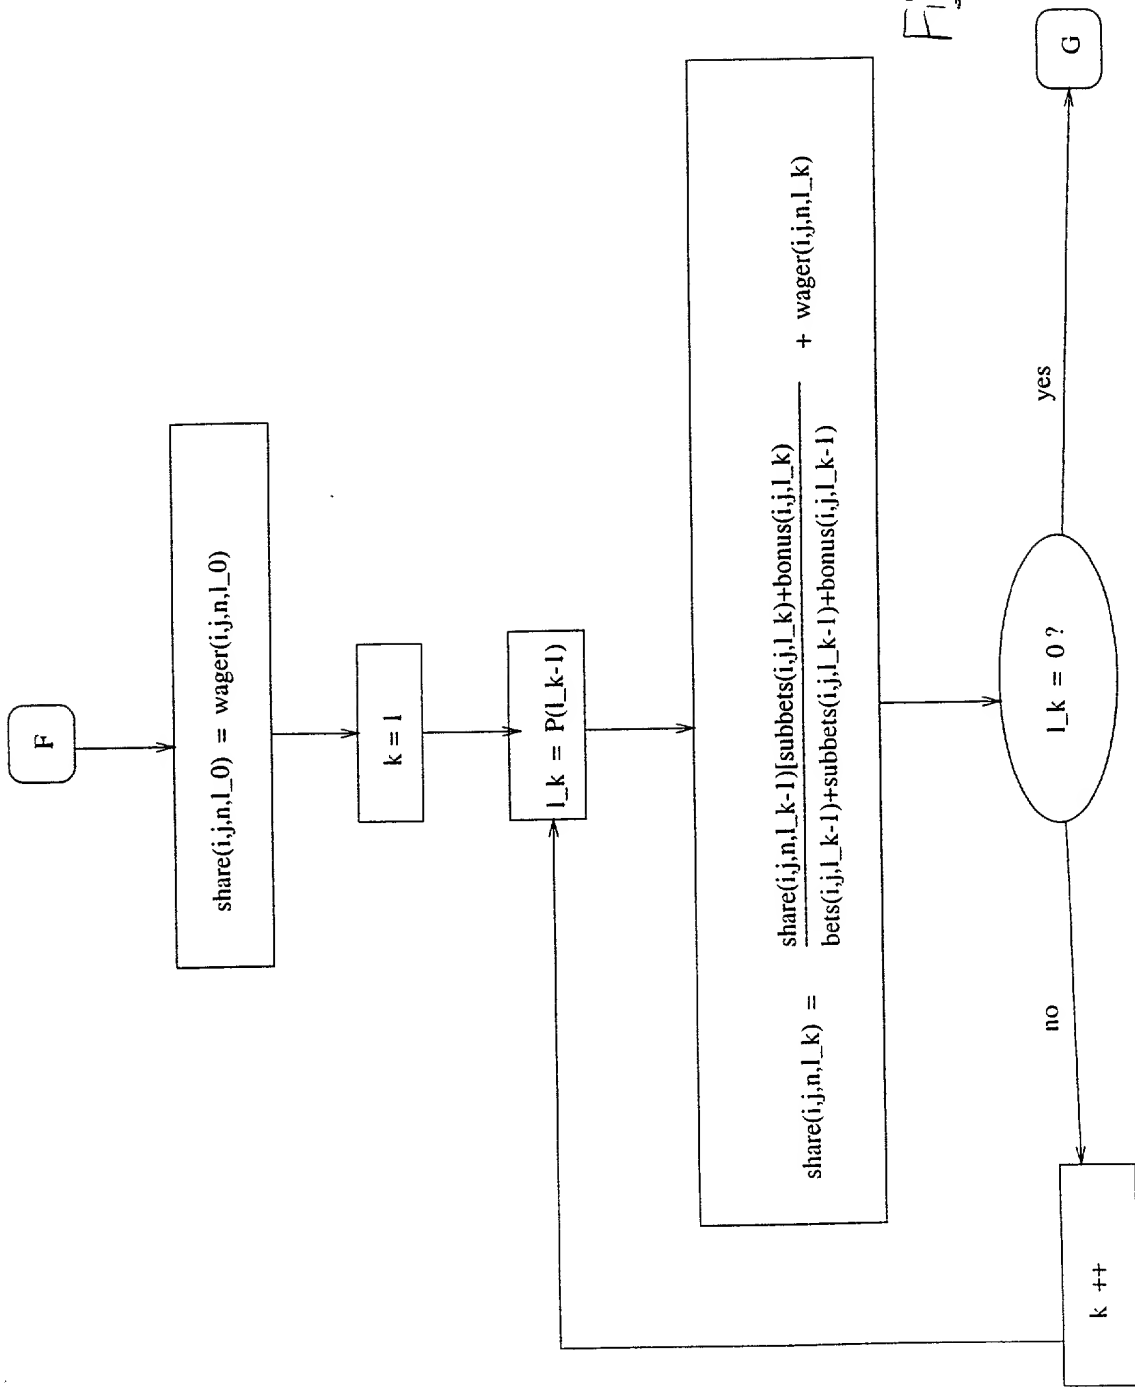 F
share(i,j,n,l_0) = wager(i,j,n,l_0)
k = 1
l_k = P(l_k-1)
share(i,j,n,l_k-1)[subbets(i,j,l_k)+bonus(i,j,l_k)
share(i,j,n,l_k) = + wager(i,j,n,l_k)
bets(i,j,l_k-1)+subbets(i,j,l_k-1)+bonus(i,j,l_k-1)
no
l_k = 0 ?
yes
k ++
G